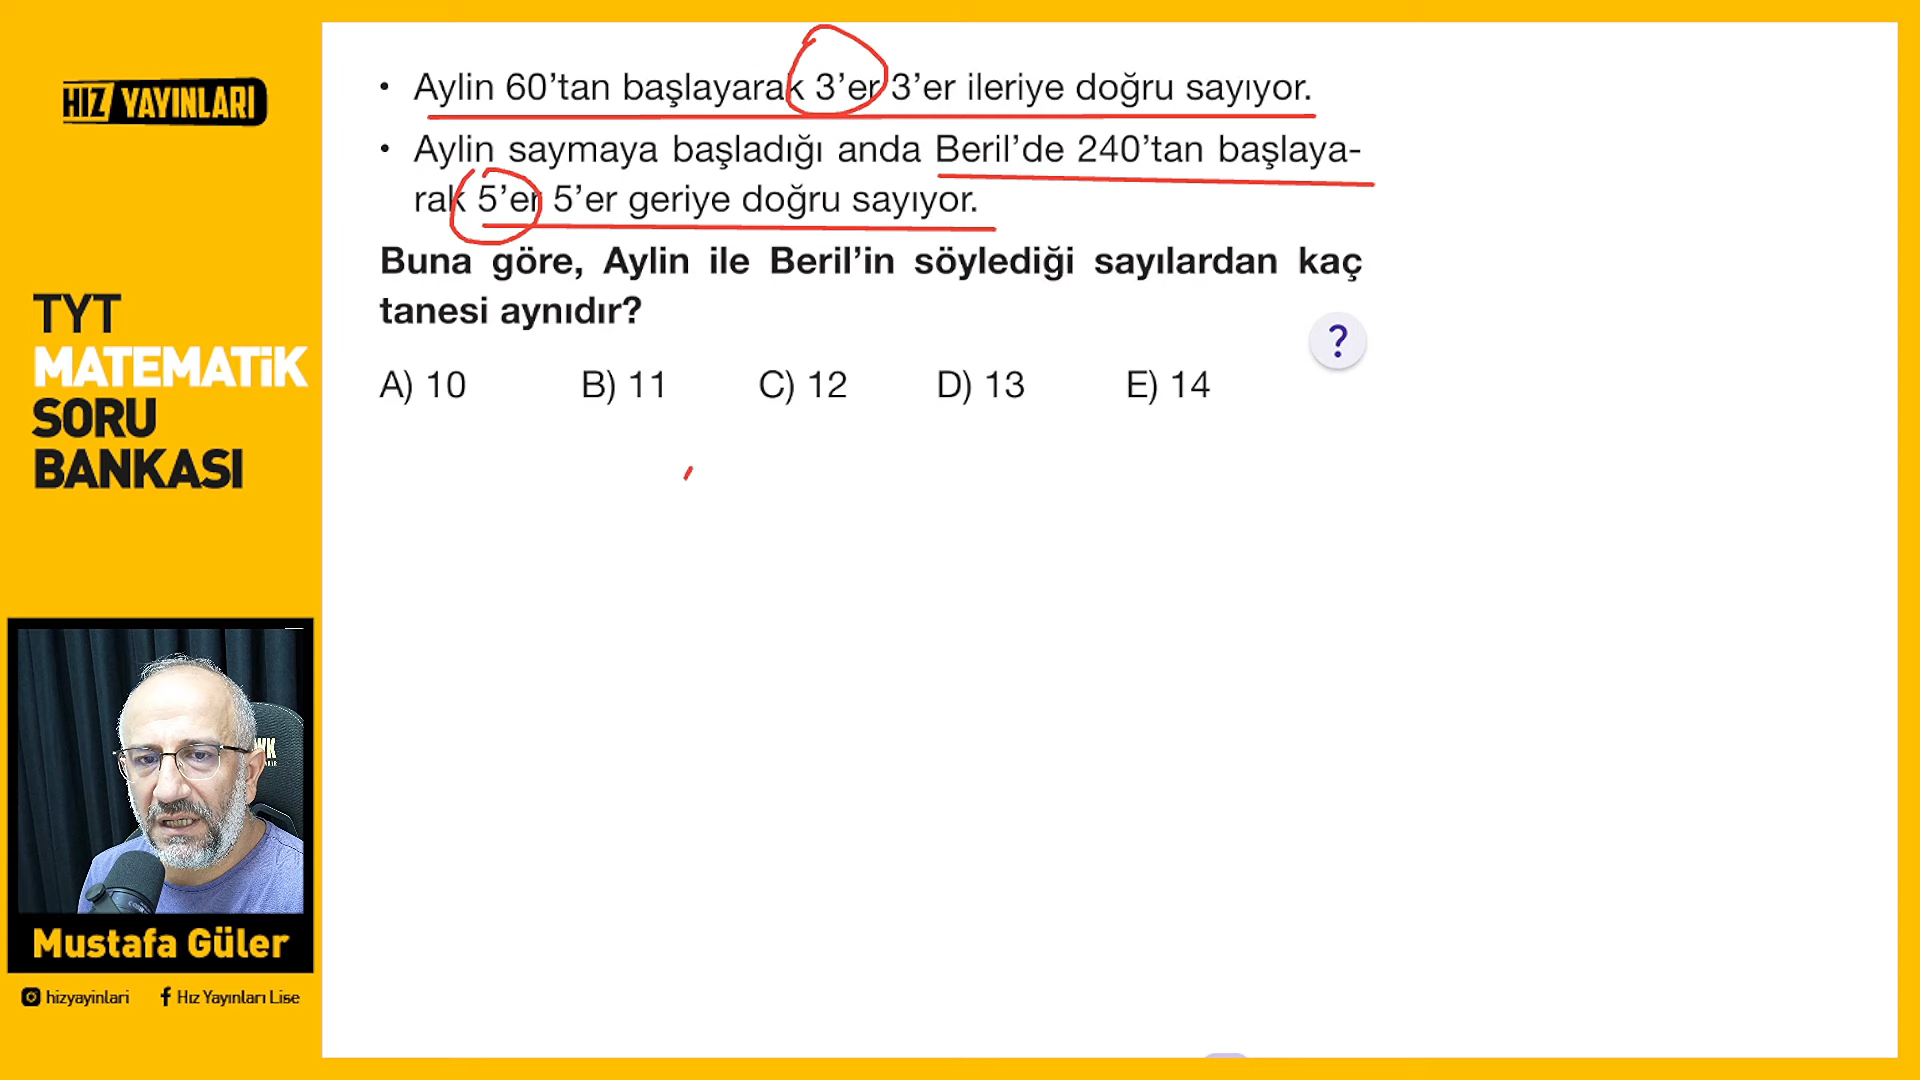 HIZ YAYINLARI
TYT
MATEMATİK
SORU
BANKASI
• Aylin 60’tan başlayarak 3’er 3’er ileriye doğru sayıyor.
• Aylin saymaya başladığı anda Beril’de 240’tan başlaya-
rak 5’er 5’er geriye doğru sayıyor.
Buna göre, Aylin ile Beril’in söylediği sayılardan kaç
tanesi aynıdır?
?
A) 10 B) 11 C) 12 D) 13 E) 14
WK
Mustafa Güler
hizyayinlari Hız Yayınları Lise